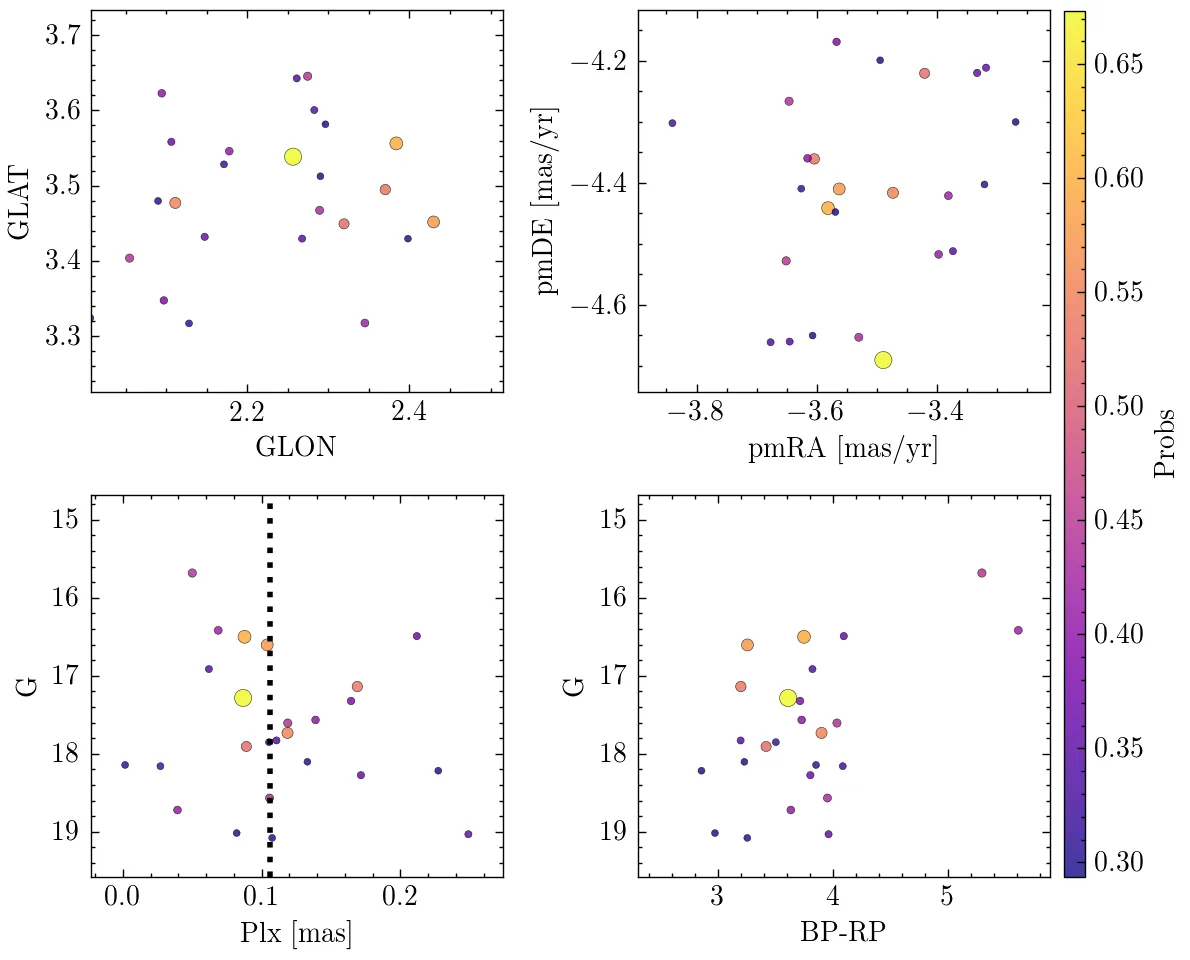 3.7
3.6
3.5
3.4
3.3
GLAT
2.2 2.4
GLON
−4.2
−4.4
−4.6
pmDE [mas/yr]
−3.8 −3.6 −3.4
pmRA [mas/yr]
15
16
17
18
19
G
0.0 0.1 0.2
Plx [mas]
15
16
17
18
19
G
3 4 5
BP-RP
0.65
0.60
0.55
0.50
0.45
0.40
0.35
0.30
Probs